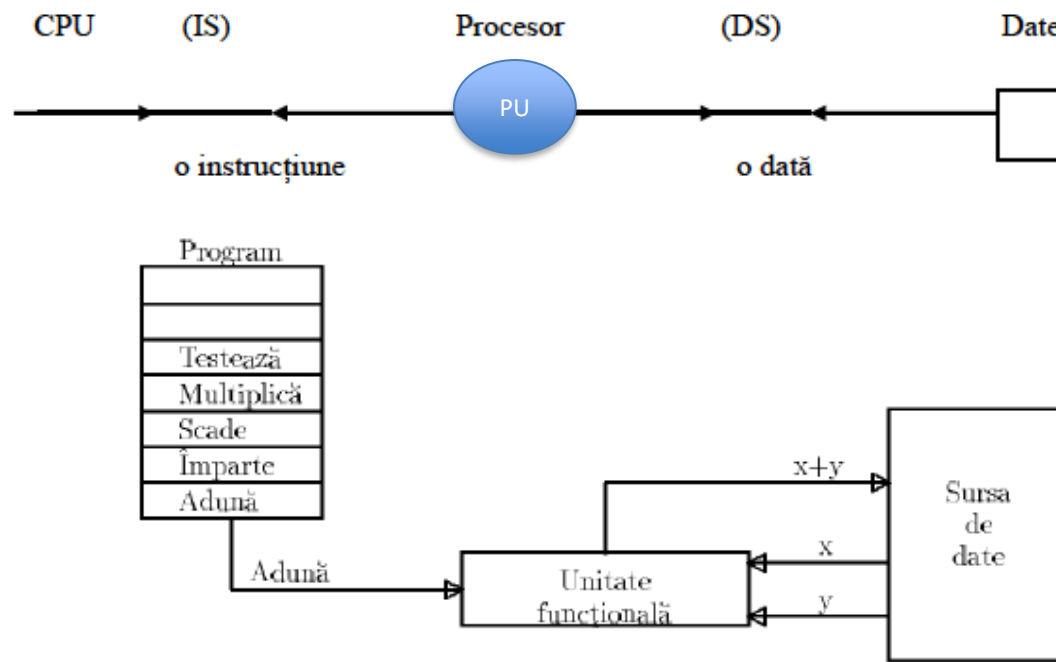 CPU (IS) Procesor (DS) Date
PU
o instrucțiune o dată
Program
Testează
Multiplică
Scade
Împarte
Adună
Adună
Unitate
funcțională
x+y
x
y
Sursa
de
date